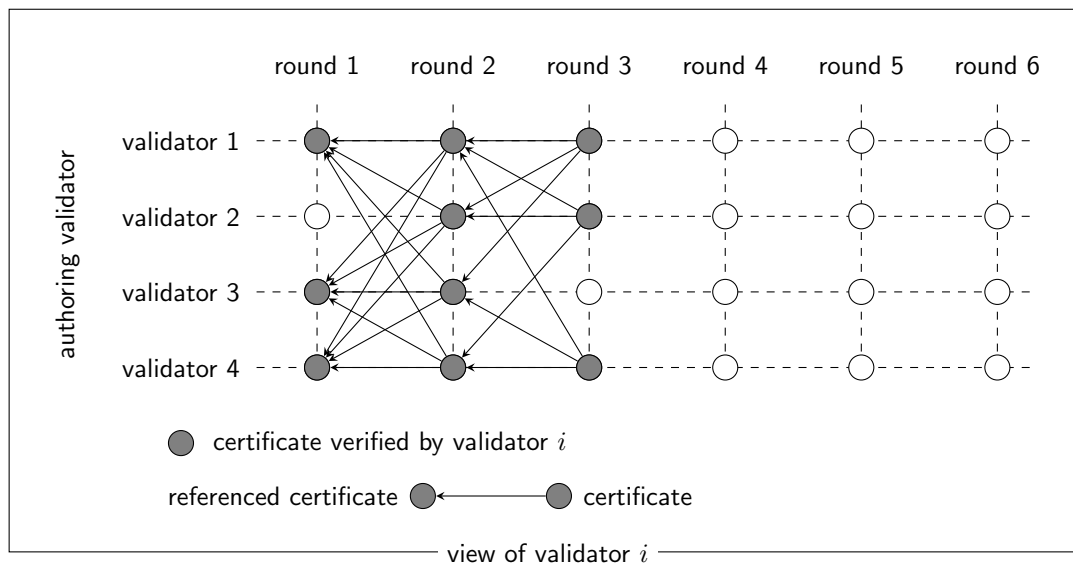 round 1 round 2 round 3 round 4 round 5 round 6
authoring validator
validator 1
validator 2
validator 3
validator 4
certificate verified by validator i
referenced certificate certificate
view of validator i